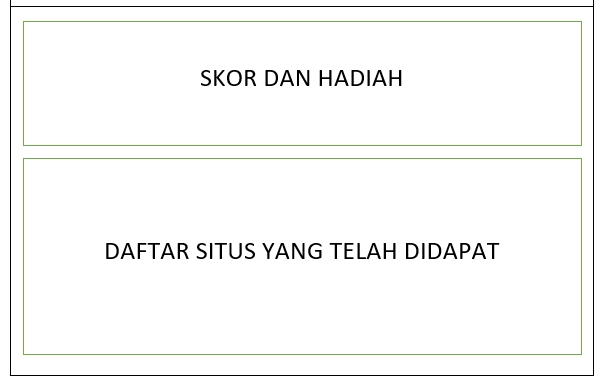 SKOR DAN HADIAH
DAFTAR SITUS YANG TELAH DIDAPAT